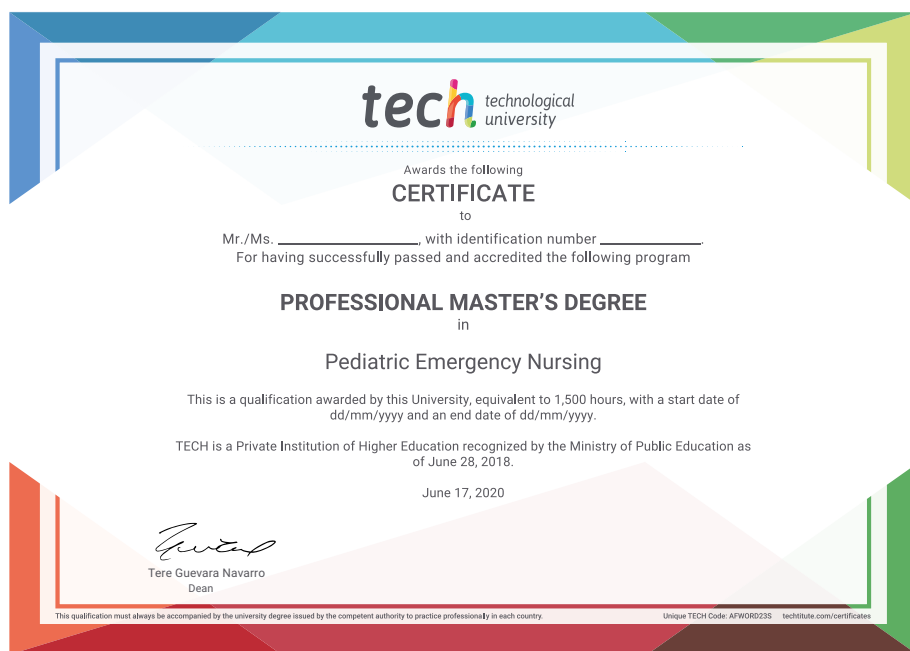 tech technological
university
Awards the following
CERTIFICATE
to
Mr./Ms. ____________________, with identification number ______________.
For having successfully passed and accredited the following program
PROFESSIONAL MASTER'S DEGREE
in
Pediatric Emergency Nursing
This is a qualification awarded by this University, equivalent to 1,500 hours, with a start date of
dd/mm/yyyy and an end date of dd/mm/yyyy.
TECH is a Private Institution of Higher Education recognized by the Ministry of Public Education as
of June 28, 2018.
June 17, 2020
Tere Guevara Navarro
Dean
This qualification must always be accompanied by the university degree issued by the competent authority to practice professionally in each country.
Unique TECH Code: AFWORD23S techtitute.com/certificates